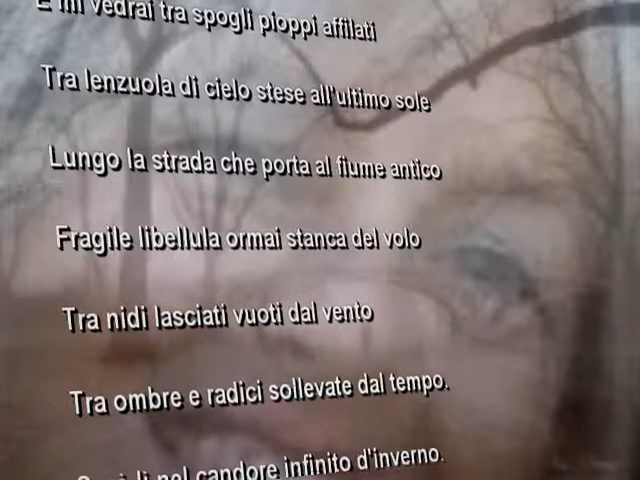 E mi vedrai tra spogli pioppi affilati
Tra lenzuola di cielo stese all'ultimo sole
Lungo la strada che porta al fiume antico
Fragile libellula ormai stanca del volo
Tra nidi lasciati vuoti dal vento
Tra ombre e radici sollevate dal tempo.
lì nel candore infinito d'inverno.